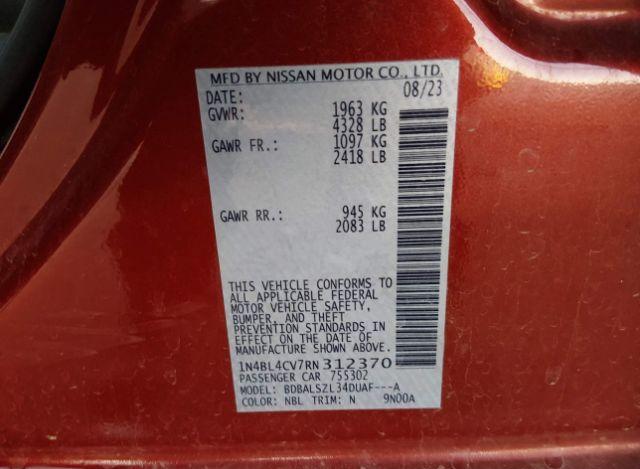 MFD BY NISSAN MOTOR CO., LTD.
DATE: 08/23
GVWR: 1963 KG
4328 LB
GAWR FR.: 1097 KG
2418 LB
GAWR RR.: 945 KG
2083 LB
THIS VEHICLE CONFORMS TO
ALL APPLICABLE FEDERAL
MOTOR VEHICLE SAFETY,
BUMPER, AND THEFT
PREVENTION STANDARDS IN
EFFECT ON THE DATE OF
MANUFACTURE SHOWN ABOVE.
1N4BL4CV7RN312370
PASSENGER CAR 755302
MODEL: BDBALSZL34DUAF---A
COLOR: NBL TRIM: N 9N00A